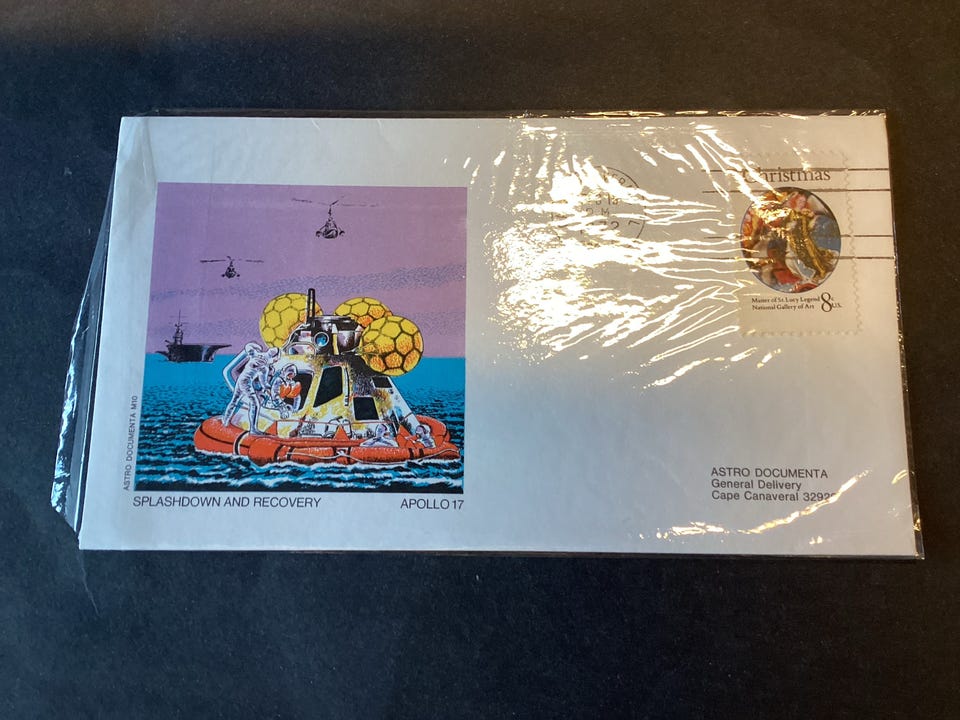 Christmas
Master of St. Lucy Legend
National Gallery of Art
8c
U.S.
ASTRO DOCUMENTA M10
SPLASHDOWN AND RECOVERY
APOLLO 17
ASTRO DOCUMENTA
General Delivery
Cape Canaveral